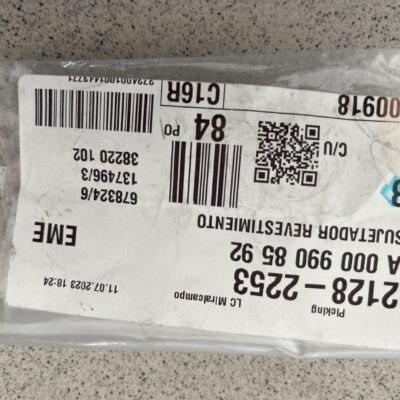 Picking
2128-2253
LC Miralcampo
11.07.2023 18:24
A 000 990 85 92
SUJETADOR REVESTIMIENTO
EME
678324/6
137496/3
38220 102
C/U
84 PO
00918
C16R